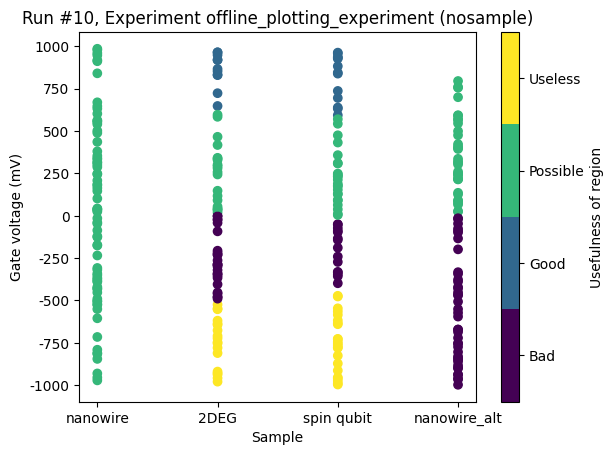 Run #10, Experiment offline_plotting_experiment (nosample)
1000
750
500
250
0
-250
-500
-750
-1000
Gate voltage (mV)
nanowire
2DEG
spin qubit
nanowire_alt
Sample
Useless
Possible
Good
Bad
Usefulness of region